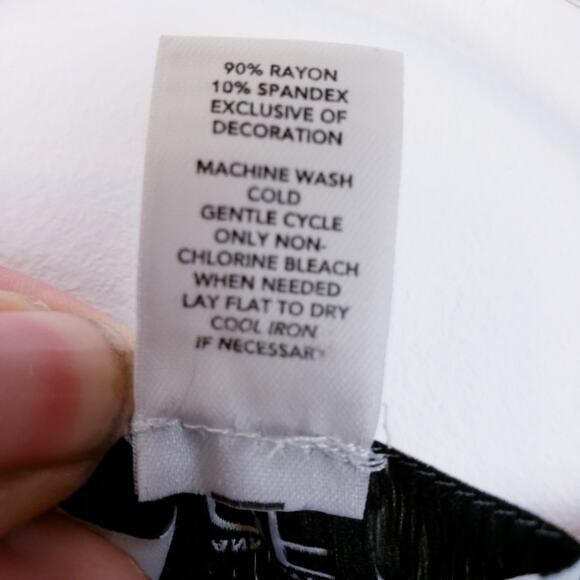 90% RAYON
10% SPANDEX
EXCLUSIVE OF
DECORATION
MACHINE WASH
COLD
GENTLE CYCLE
ONLY NON-
CHLORINE BLEACH
WHEN NEEDED
LAY FLAT TO DRY
COOL IRON
IF NECESSARY